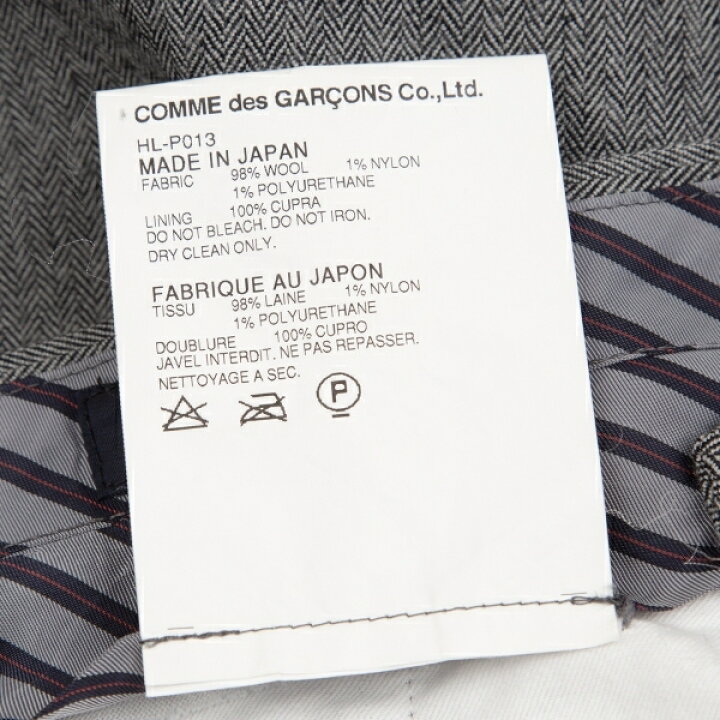 COMME des GARÇONS Co.,Ltd.
HL-P013
MADE IN JAPAN
FABRIC 98% WOOL 1% NYLON
1% POLYURETHANE
LINING 100% CUPRA
DO NOT BLEACH. DO NOT IRON.
DRY CLEAN ONLY.
FABRIQUE AU JAPON
TISSU 98% LAINE 1% NYLON
1% POLYURETHANE
DOUBLURE 100% CUPRO
JAVEL INTERDIT. NE PAS REPASSER.
NETTOYAGE A SEC.
P